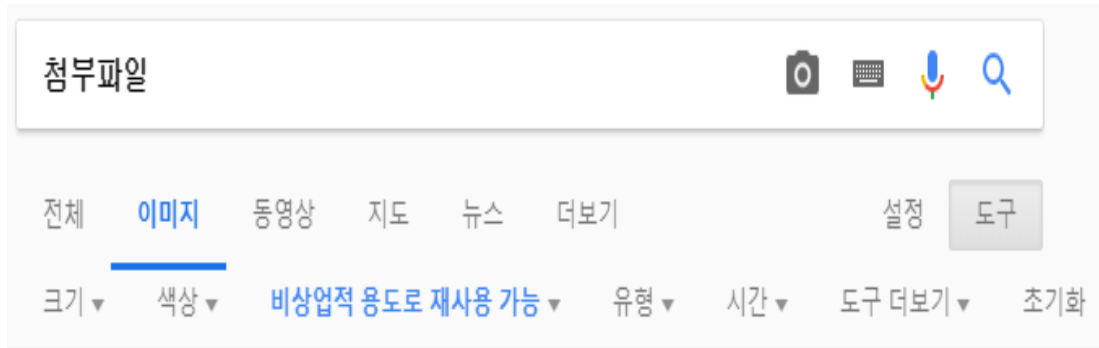 첨부파일
전체 이미지 동영상 지도 뉴스 더보기 설정 도구
크기 ▾ 색상 ▾ 비상업적 용도로 재사용 가능 ▾ 유형 ▾ 시간 ▾ 도구 더보기 ▾ 초기화